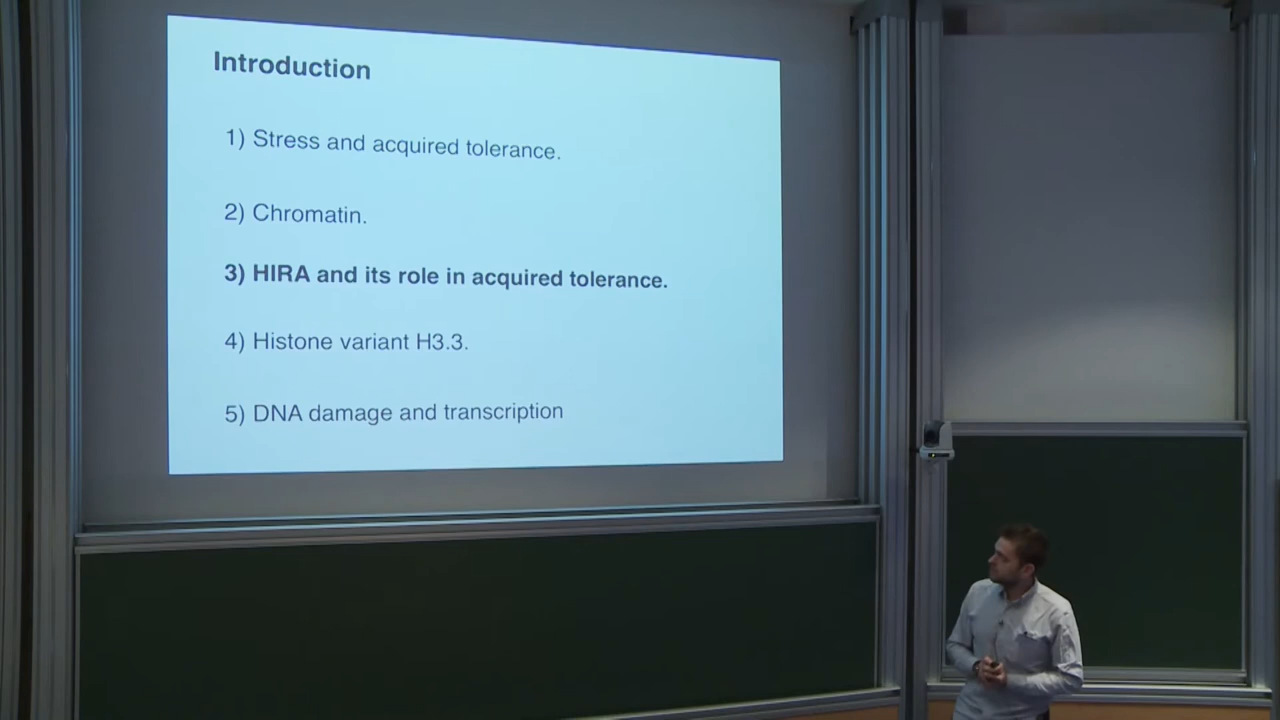 Introduction
1) Stress and acquired tolerance.
2) Chromatin.
3) HIRA and its role in acquired tolerance.
4) Histone variant H3.3.
5) DNA damage and transcription